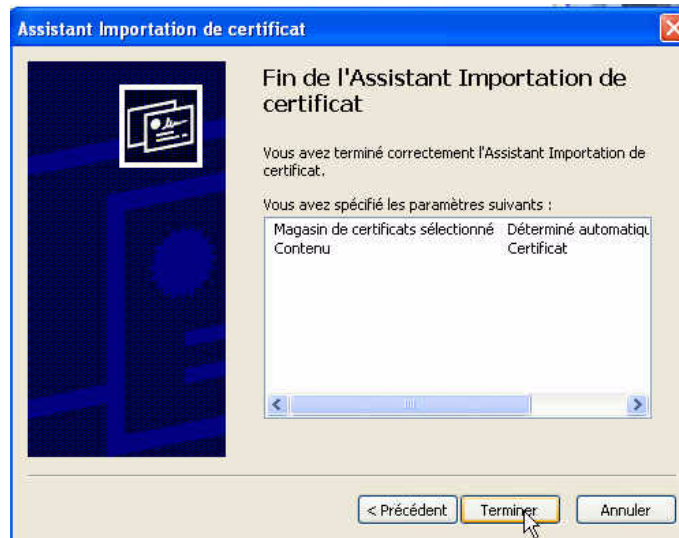 Assistant Importation de certificat
Fin de l'Assistant Importation de
certificat
Vous avez terminé correctement l'Assistant Importation de
certificat.
Vous avez spécifié les paramètres suivants :
Magasin de certificats sélectionné Déterminé automatiqu
Contenu Certificat
< Précédent Terminer Annuler